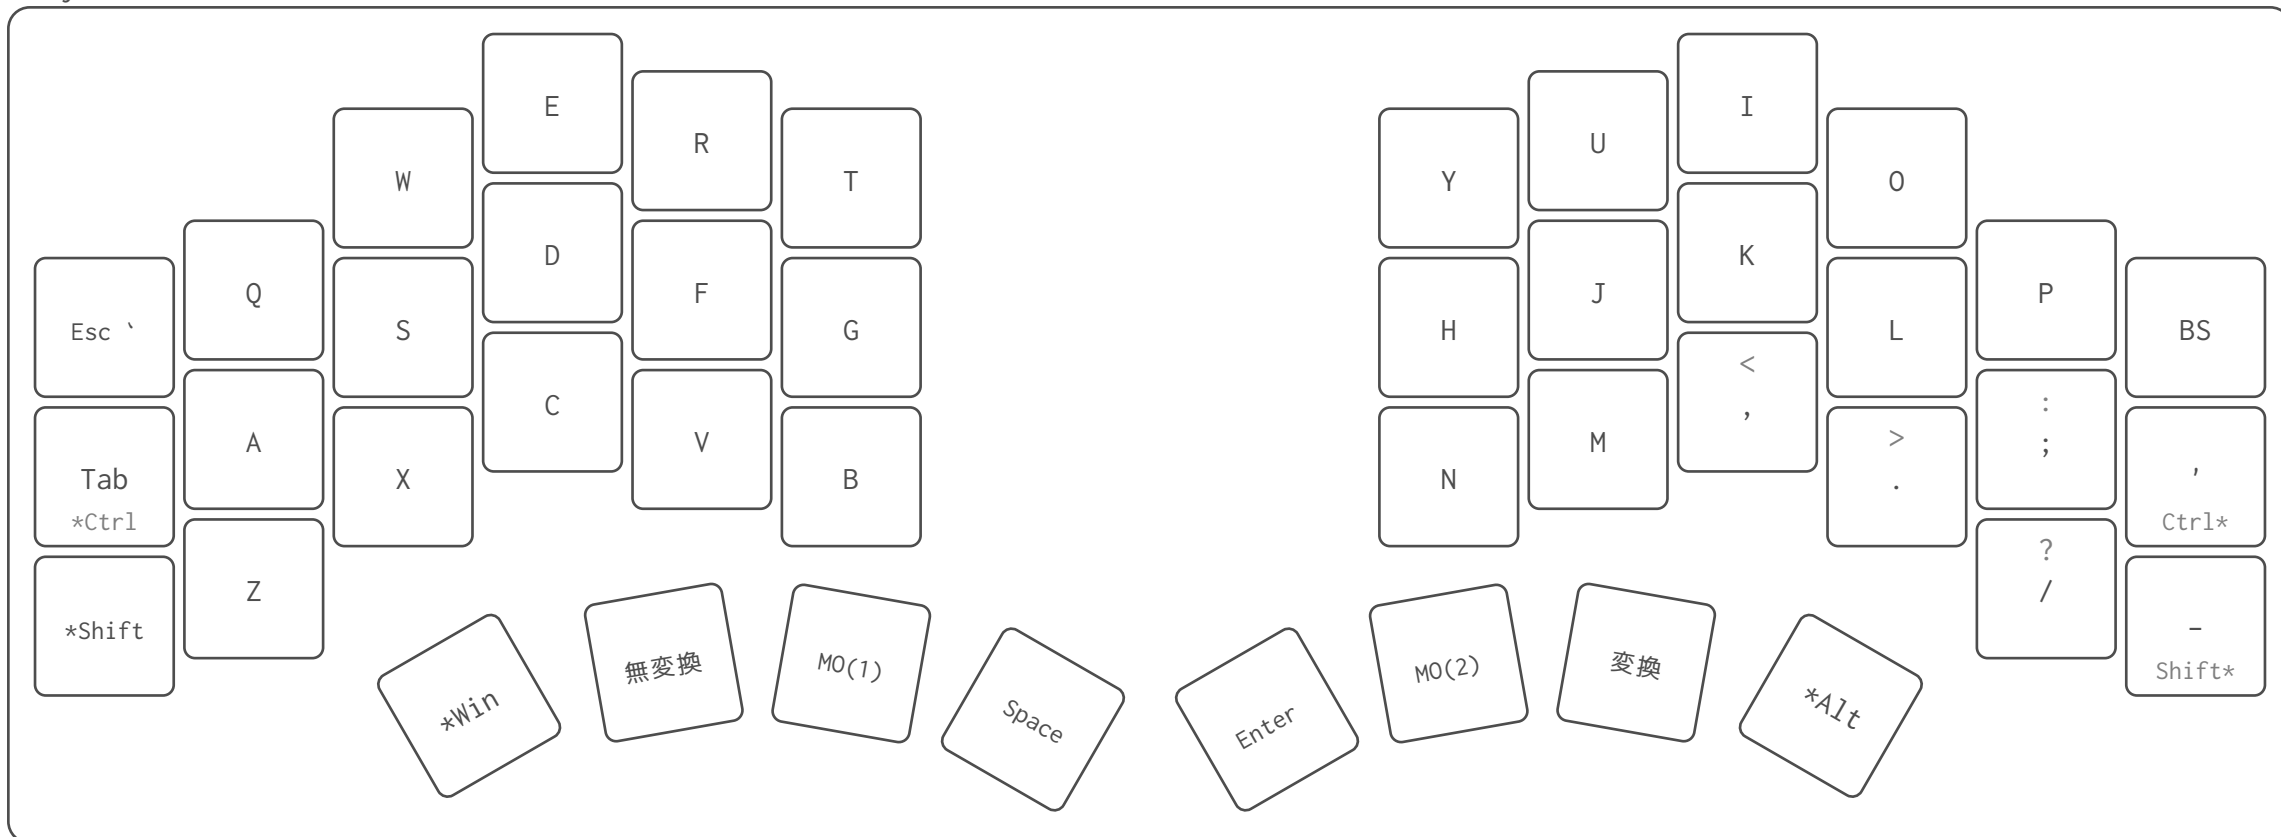 E
I
R
U
W
T
Y
O
D
K
Q
F
J
P
Esc `
S
G
H
L
BS
C
<
,
A
V
M
:
;
Tab
*Ctrl
X
B
N
>
.
'
Ctrl*
Z
?
/
*Shift
_
Shift*
*Win
無変換
MO(1)
Space
Enter
MO(2)
変換
*Alt